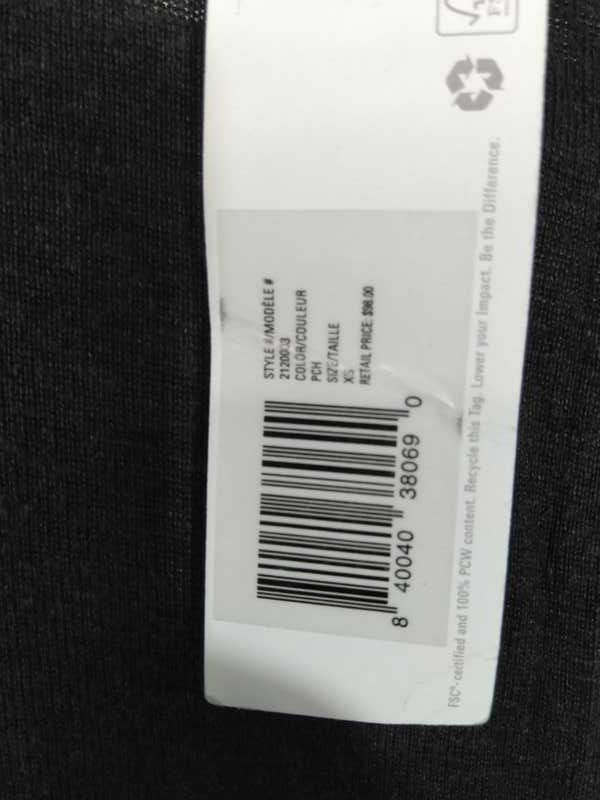 STYLE #/MODÈLE #
COLOR/COULEUR
PCH
SIZE/TAILLE
XS
RETAIL PRICE: $98.00
8 40040 38069 0
FSC®-certified and 100% PCW content. Recycle this Tag. Lower your Impact. Be the Difference.